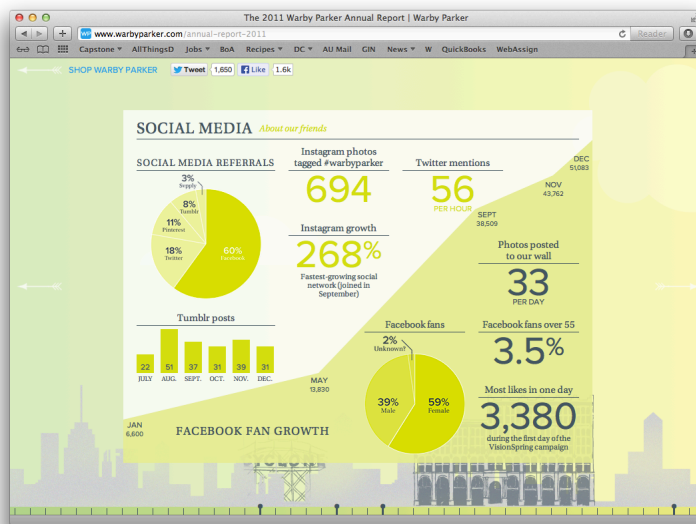 The 2011 Warby Parker Annual Report | Warby Parker
WP www.warbyparker.com/annual-report-2011
Reader
Capstone AllThingsD Jobs BoA Recipes DC AU Mail GIN News W QuickBooks WebAssign
SHOP WARBY PARKER
Tweet 1,650 Like 1.6k
SOCIAL MEDIA About our friends
SOCIAL MEDIA REFERRALS
3%
Svpply
8%
Tumblr
11%
Pinterest
18%
Twitter
60%
Facebook
Instagram photos
tagged #warbyparker
694
Twitter mentions
56
PER HOUR
Instagram growth
268%
Fastest-growing social
network (joined in
September)
DEC
51,083
NOV
43,762
SEPT
38,509
Photos posted
to our wall
33
PER DAY
Tumblr posts
22 51 37 31 39 31
JULY AUG. SEPT. OCT. NOV. DEC.
MAY
13,830
Facebook fans
2%
Unknown?
39%
Male
59%
Female
Facebook fans over 55
3.5%
Most likes in one day
3,380
during the first day of the
VisionSpring campaign
JAN
6,600
FACEBOOK FAN GROWTH
CYCLONE